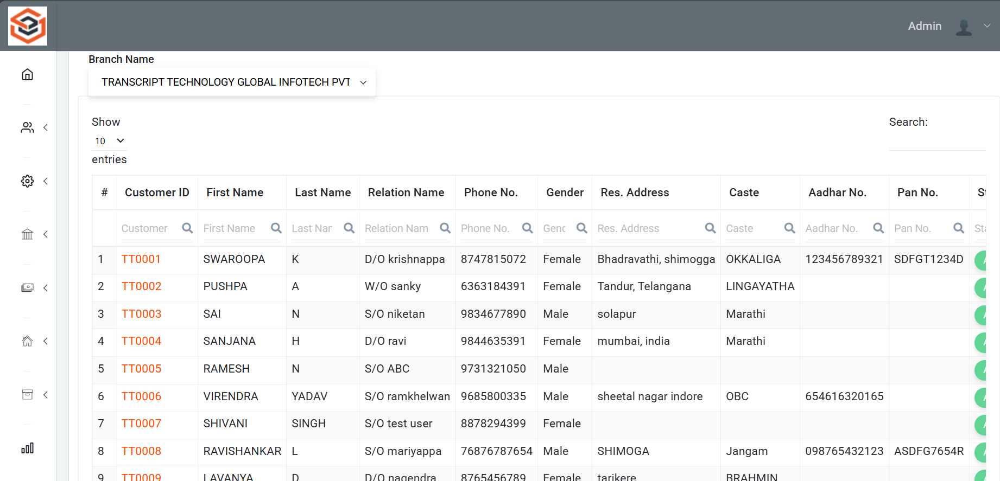 Admin
Branch Name
TRANSCRIPT TECHNOLOGY GLOBAL INFOTECH PVT
Show
Search:
10
entries
# Customer ID First Name Last Name Relation Name Phone No. Gender Res. Address Caste Aadhar No. Pan No. St
Customer First Name Last Nar Relation Nam Phone No. Genc Res. Address Caste Aadhar No. Pan No. Sta
1 TT0001 SWAROOPA K D/O krishnappa 8747815072 Female Bhadravathi, shimogga OKKALIGA 123456789321 SDFGT1234D A
2 TT0002 PUSHPA A W/O sanky 6363184391 Female Tandur, Telangana LINGAYATHA A
3 TT0003 SAI N S/O niketan 9834677890 Male solapur Marathi A
4 TT0004 SANJANA H D/O ravi 9844635391 Female mumbai, india Marathi A
5 TT0005 RAMESH N S/O ABC 9731321050 Male A
6 TT0006 VIRENDRA YADAV S/O ramkhelwan 9685800335 Male sheetal nagar indore OBC 654616320165 A
7 TT0007 SHIVANI SINGH S/O test user 8878294399 Female A
8 TT0008 RAVISHANKAR L S/O mariyappa 76876787654 Male SHIMOGA Jangam 098765432123 ASDFG7654R A
9 TT0009 LAVANYA D D/O nagendra 8765456789 Female tarikere BRAHMIN